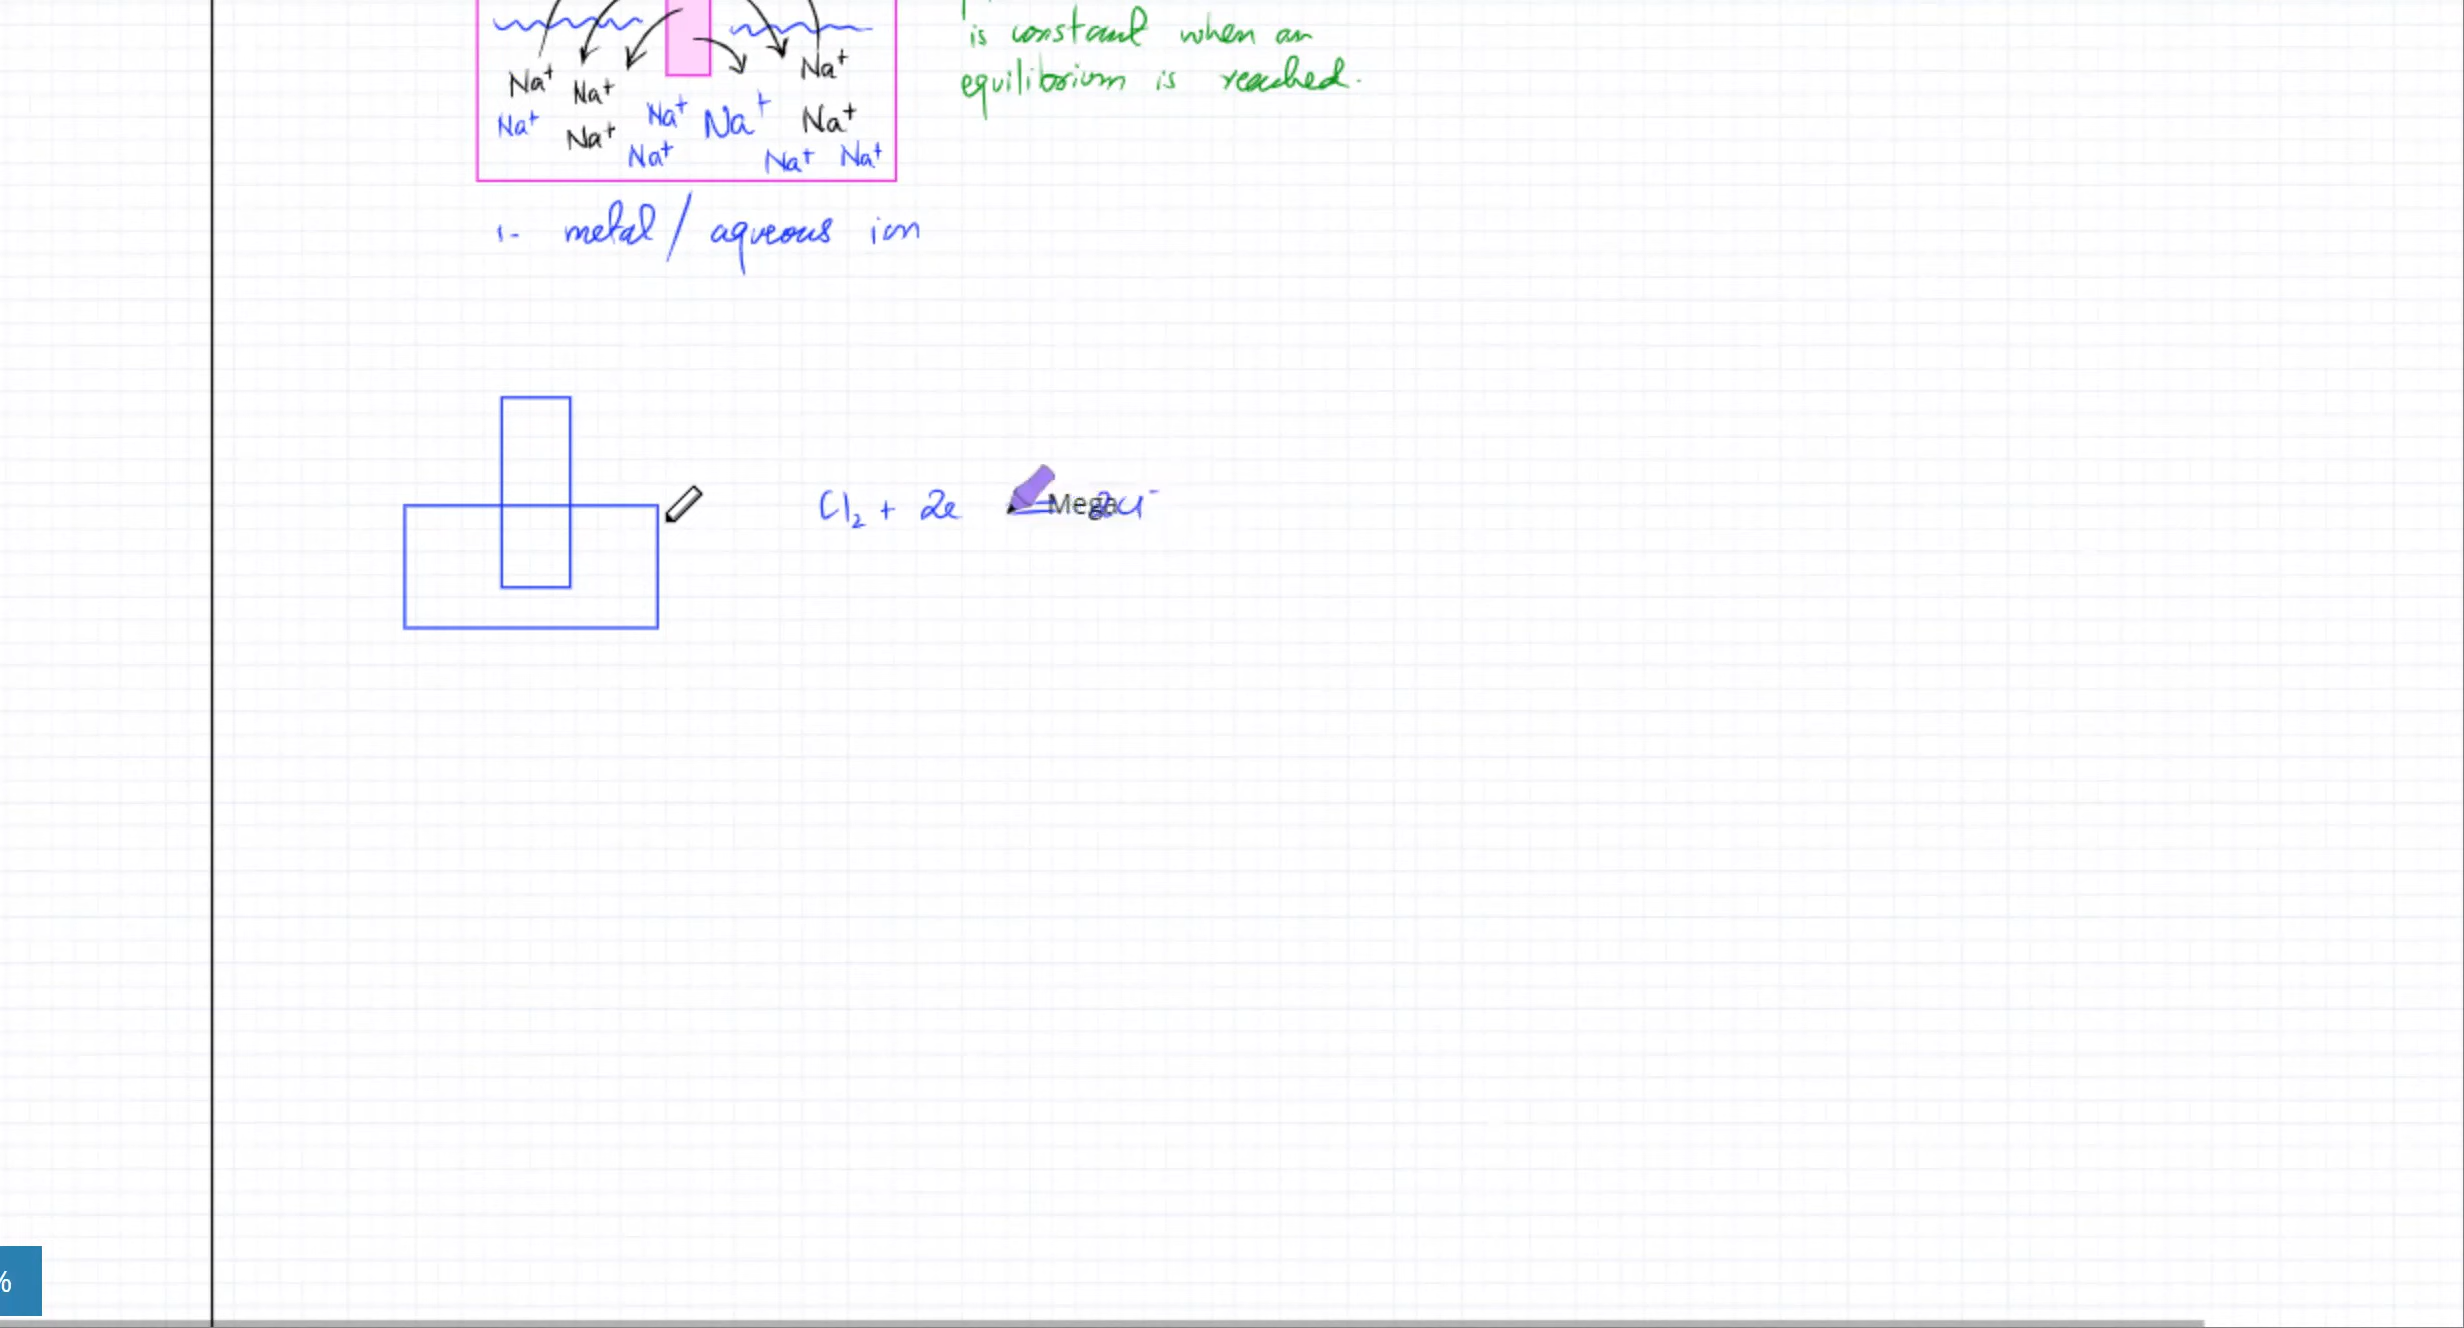 is constant when an
equilibrium is reached.
Na⁺ Na⁺ Na⁺
Na⁺ Na⁺ Na⁺ Na⁺ Na⁺
Na⁺ Na⁺ Na⁺
1- metal / aqueous ion
Cl₂ + 2e ⇌ 2Cl⁻
Mega
%